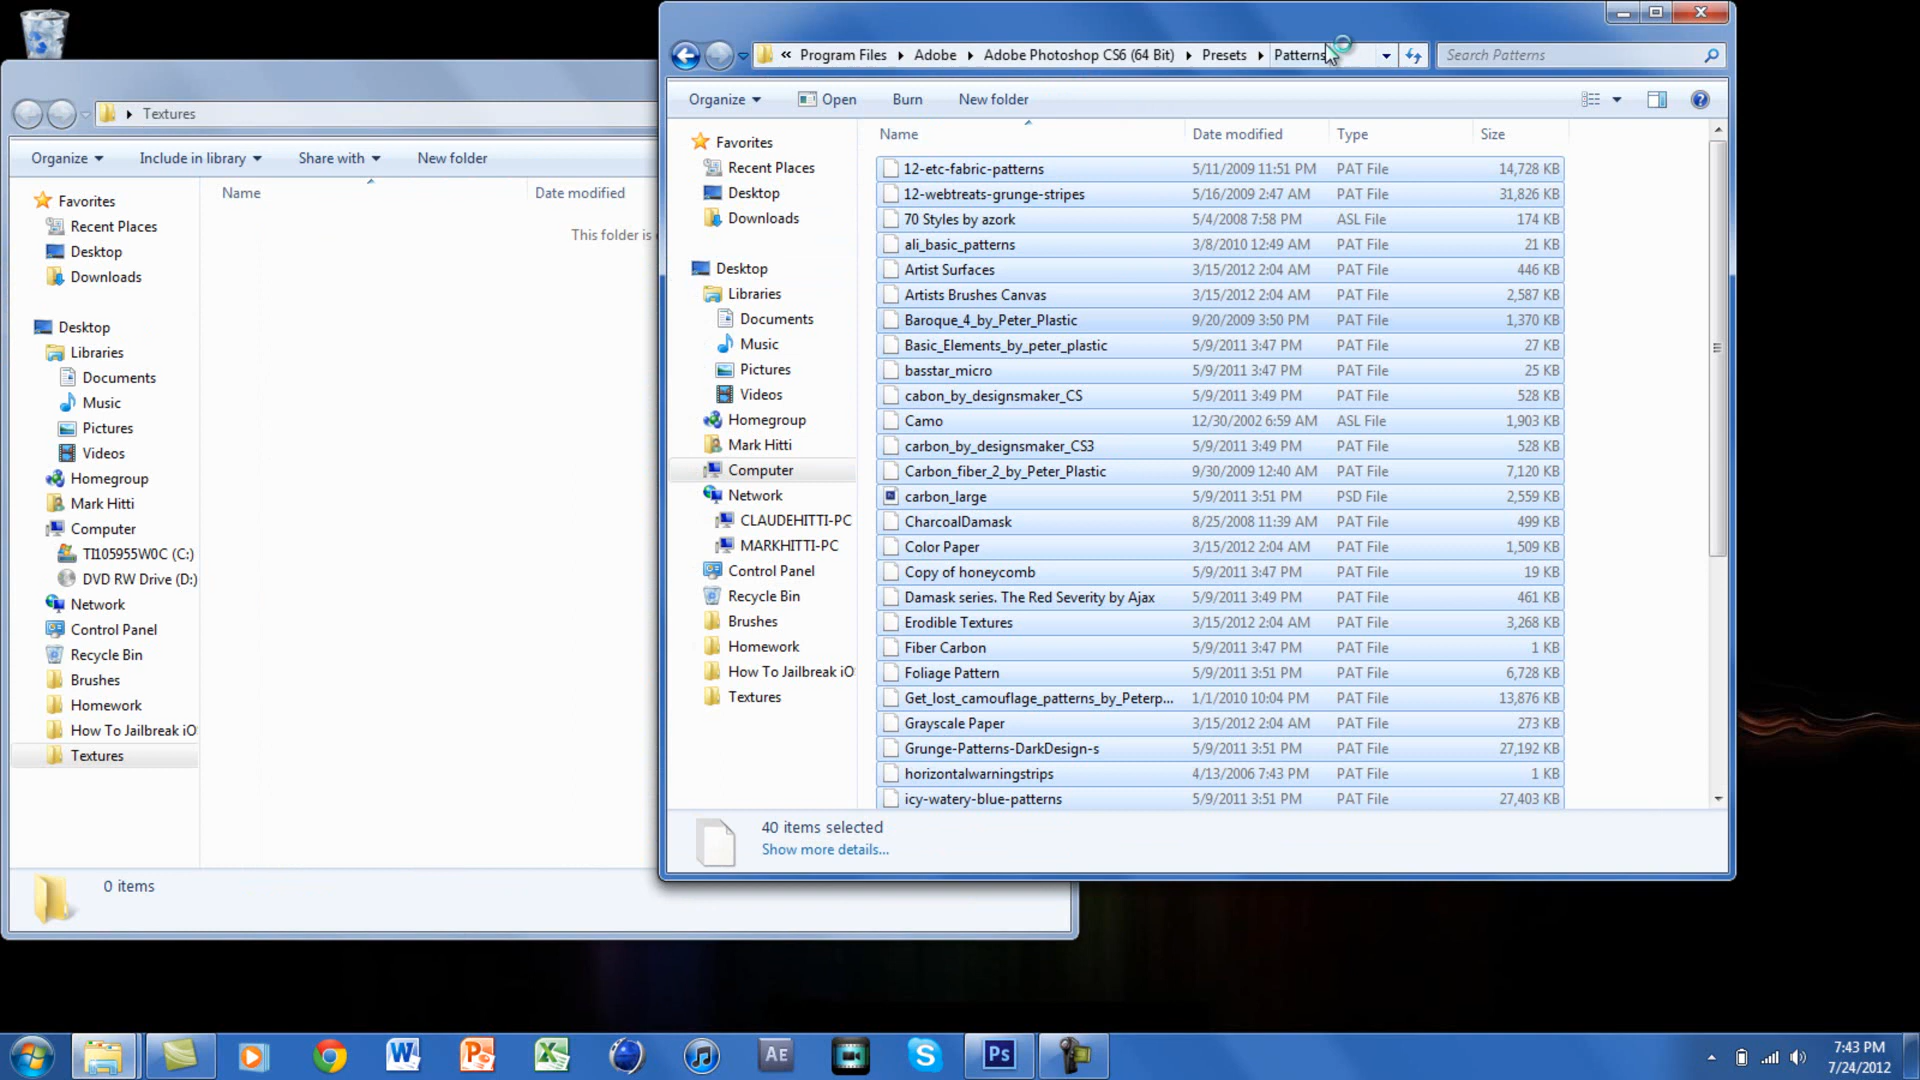 « Program Files ▸ Adobe ▸ Adobe Photoshop CS6 (64 Bit) ▸ Presets ▸ Patterns
Search Patterns
Organize Open Burn New folder
Name Date modified Type Size
Favorites
Recent Places
Desktop
Downloads
Desktop
Libraries
Documents
Music
Pictures
Videos
Homegroup
Mark Hitti
Computer
Network
CLAUDEHITTI-PC
MARKHITTI-PC
Control Panel
Recycle Bin
Brushes
Homework
How To Jailbreak iO
Textures
12-etc-fabric-patterns 5/11/2009 11:51 PM PAT File 14,728 KB
12-webtreats-grunge-stripes 5/16/2009 2:47 AM PAT File 31,826 KB
70 Styles by azork 5/4/2008 7:58 PM ASL File 174 KB
ali_basic_patterns 3/8/2010 12:49 AM PAT File 21 KB
Artist Surfaces 3/15/2012 2:04 AM PAT File 446 KB
Artists Brushes Canvas 3/15/2012 2:04 AM PAT File 2,587 KB
Baroque_4_by_Peter_Plastic 9/20/2009 3:50 PM PAT File 1,370 KB
Basic_Elements_by_peter_plastic 5/9/2011 3:47 PM PAT File 27 KB
basstar_micro 5/9/2011 3:47 PM PAT File 25 KB
cabon_by_designsmaker_CS 5/9/2011 3:49 PM PAT File 528 KB
Camo 12/30/2002 6:59 AM ASL File 1,903 KB
carbon_by_designsmaker_CS3 5/9/2011 3:49 PM PAT File 528 KB
Carbon_fiber_2_by_Peter_Plastic 9/30/2009 12:40 AM PAT File 7,120 KB
carbon_large 5/9/2011 3:51 PM PSD File 2,559 KB
CharcoalDamask 8/25/2008 11:39 AM PAT File 499 KB
Color Paper 3/15/2012 2:04 AM PAT File 1,509 KB
Copy of honeycomb 5/9/2011 3:47 PM PAT File 19 KB
Damask series. The Red Severity by Ajax 5/9/2011 3:49 PM PAT File 461 KB
Erodible Textures 3/15/2012 2:04 AM PAT File 3,268 KB
Fiber Carbon 5/9/2011 3:47 PM PAT File 1 KB
Foliage Pattern 5/9/2011 3:51 PM PAT File 6,728 KB
Get_lost_camouflage_patterns_by_Peterp... 1/1/2010 10:04 PM PAT File 13,876 KB
Grayscale Paper 3/15/2012 2:04 AM PAT File 273 KB
Grunge-Patterns-DarkDesign-s 5/9/2011 3:51 PM PAT File 27,192 KB
horizontalwarningstrips 4/13/2006 7:43 PM PAT File 1 KB
icy-watery-blue-patterns 5/9/2011 3:51 PM PAT File 27,403 KB
40 items selected
Show more details...
▸ Textures
Organize Include in library Share with New folder
Name Date modified
This folder is
Favorites
Recent Places
Desktop
Downloads
Desktop
Libraries
Documents
Music
Pictures
Videos
Homegroup
Mark Hitti
Computer
TI105955W0C (C:)
DVD RW Drive (D:)
Network
Control Panel
Recycle Bin
Brushes
Homework
How To Jailbreak iO
Textures
0 items
W P X AE S Ps
7:43 PM
7/24/2012